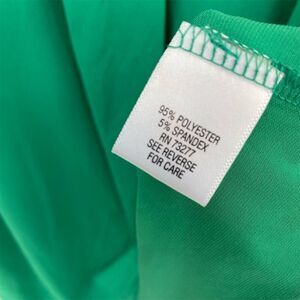 95% POLYESTER
5% SPANDEX
RN 73277
SEE REVERSE
FOR CARE